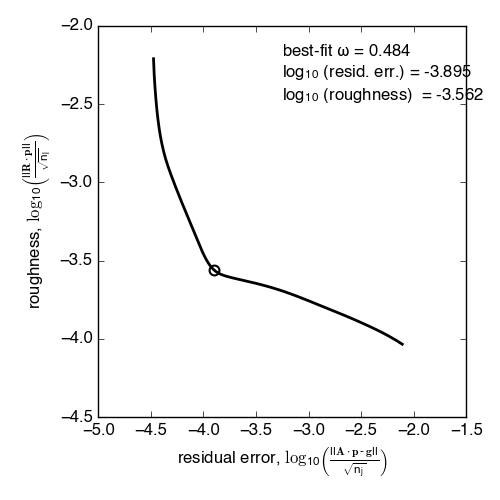 −2.0
best-fit ω = 0.484
log₁₀ (resid. err.) = -3.895
log₁₀ (roughness)  = -3.562
−2.5
−3.0
roughness, log₁₀(||R · p|| / √nⱼ)
−3.5
−4.0
−4.5
−5.0 −4.5 −4.0 −3.5 −3.0 −2.5 −2.0 −1.5
residual error, log₁₀(||A · p - g|| / √nⱼ)